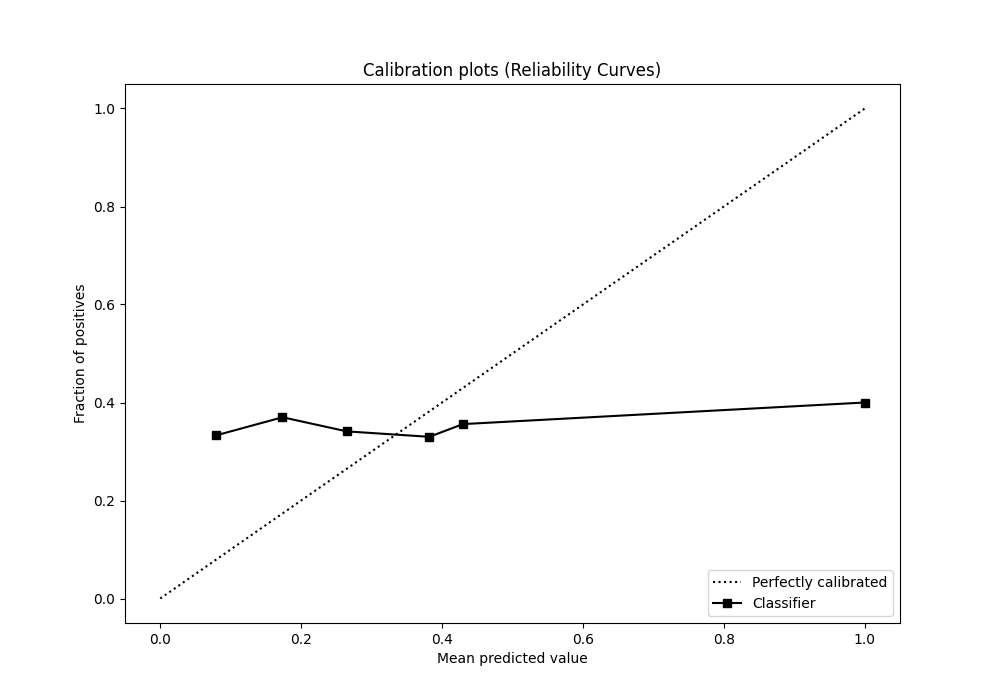 Calibration plots (Reliability Curves)
1.0
0.8
0.6
0.4
0.2
0.0
Fraction of positives
0.0 0.2 0.4 0.6 0.8 1.0
Mean predicted value
Perfectly calibrated
Classifier